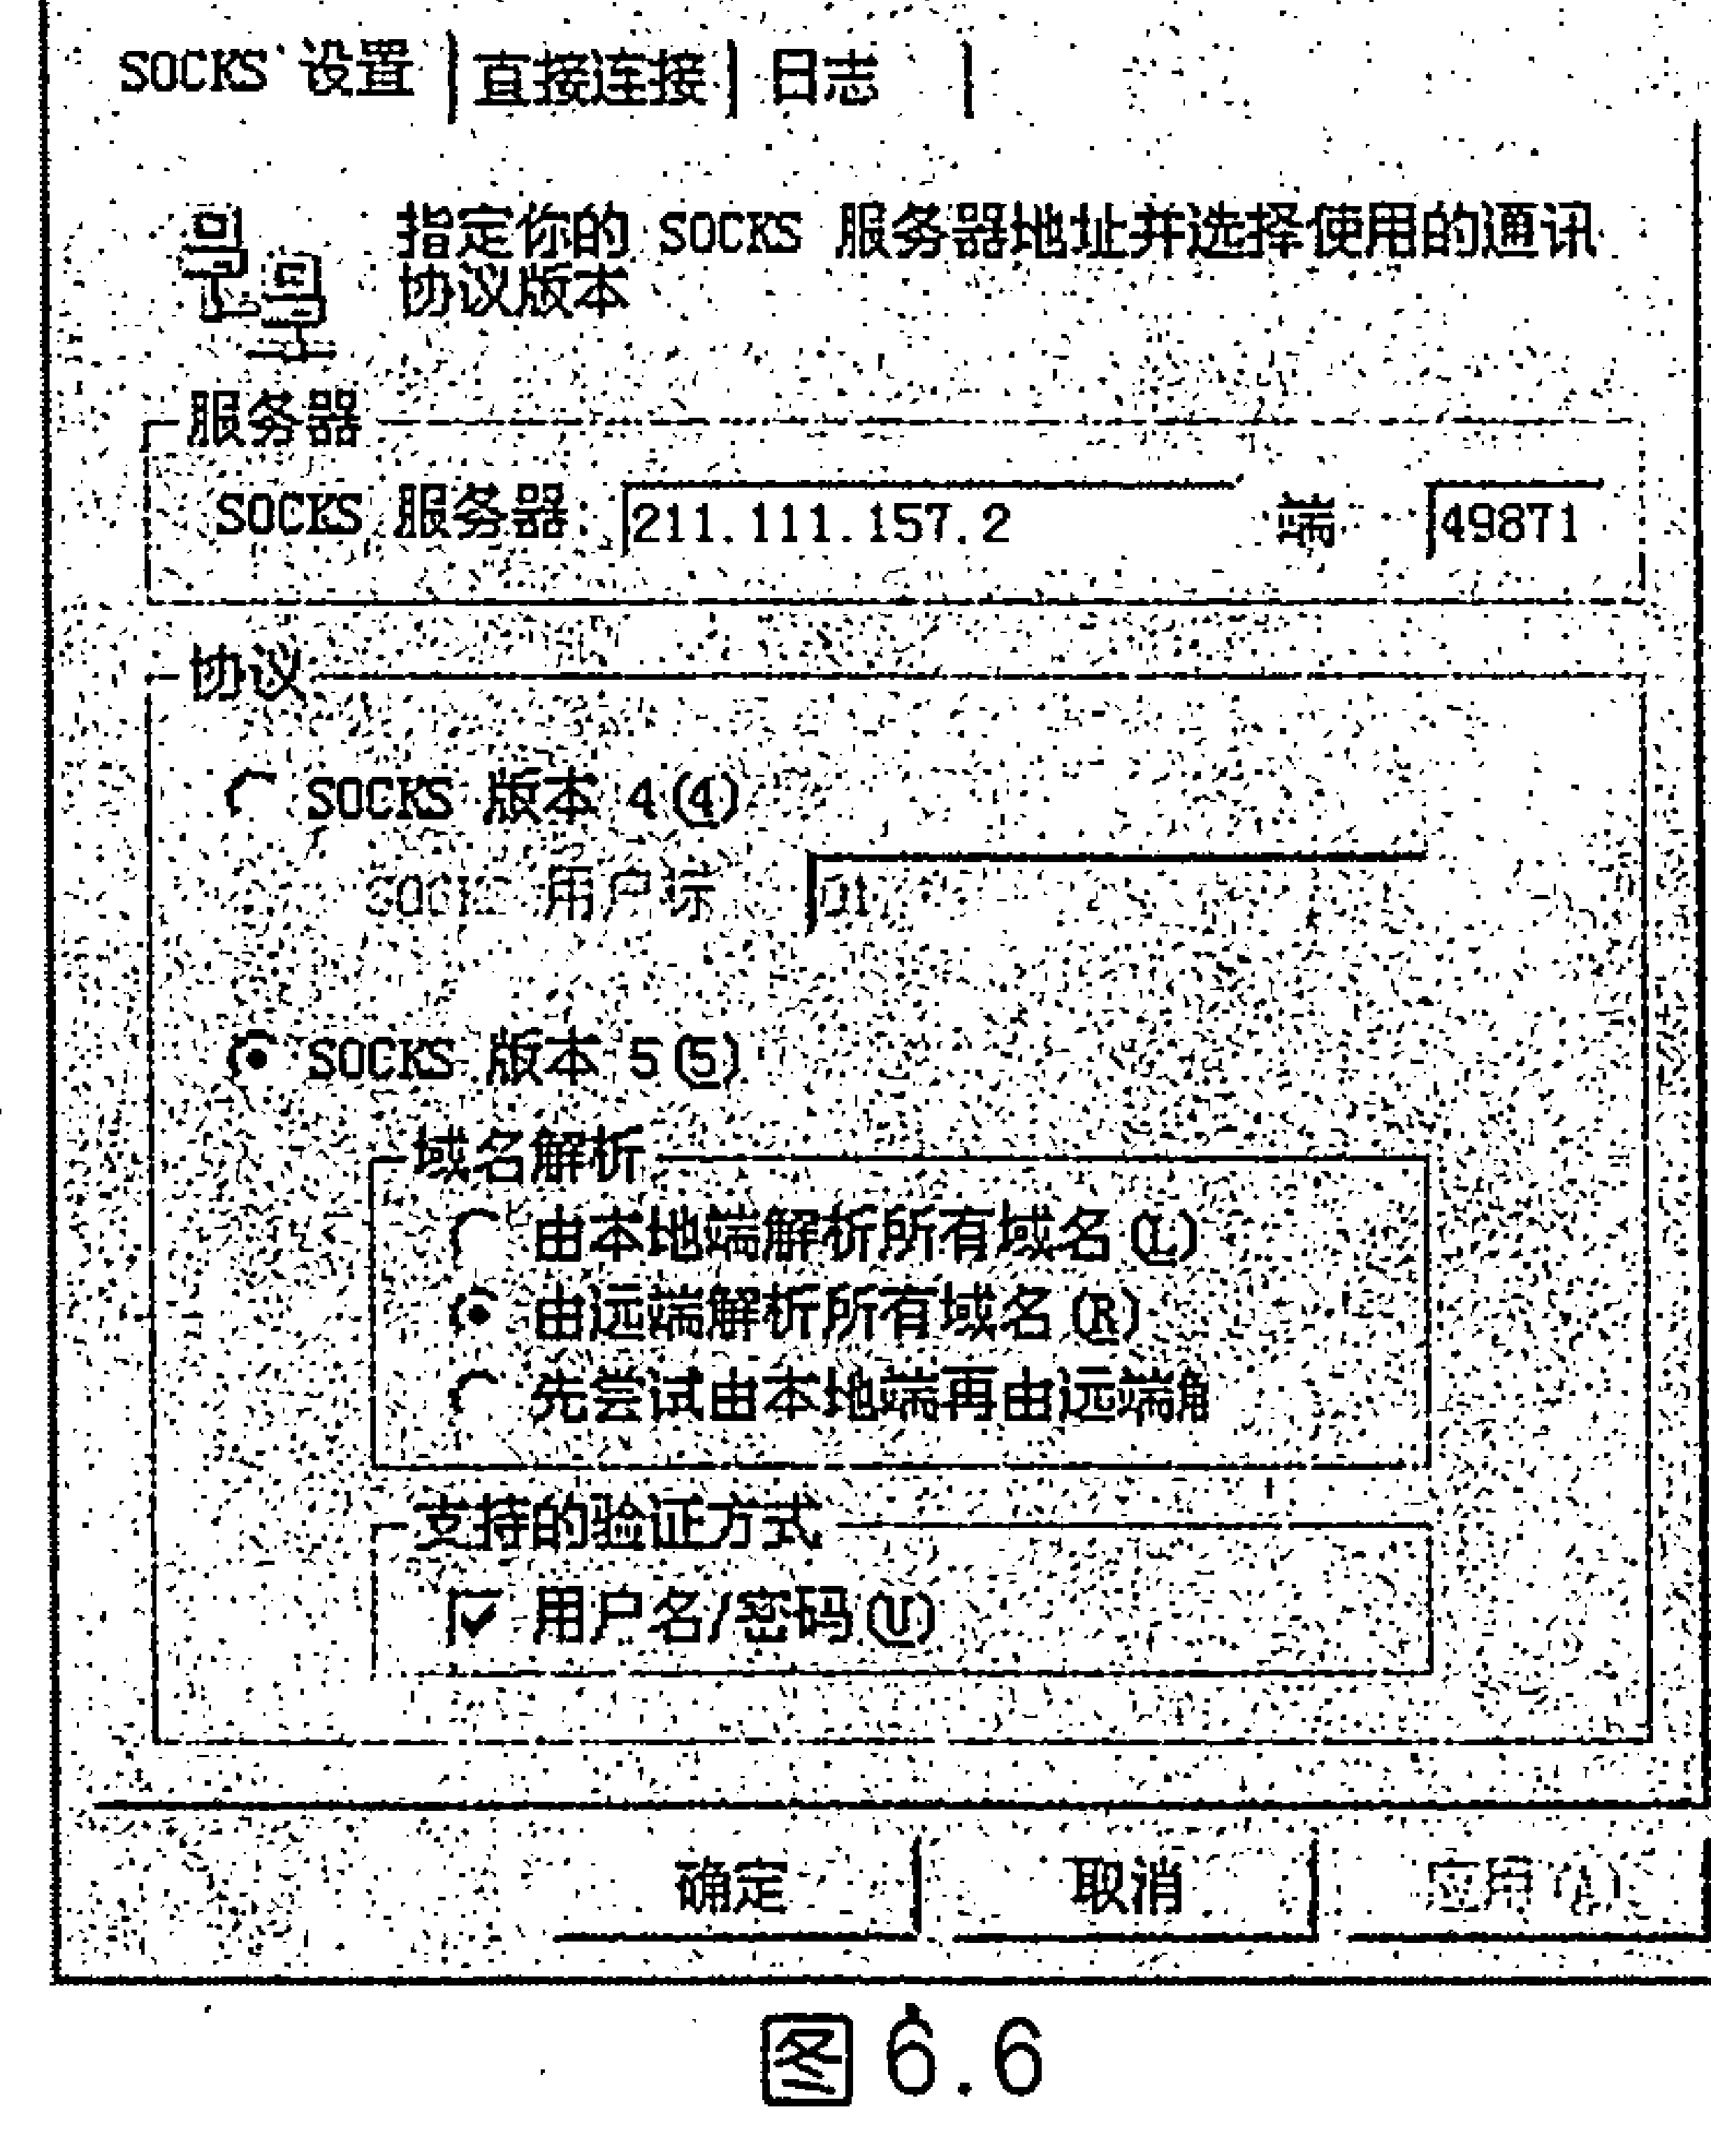 SOCKS 设置 直接连接 日志
指定你的 SOCKS 服务器地址并选择使用的通讯
协议版本
服务器
SOCKS 服务器: 211.111.157.2 端 49871
协议
SOCKS 版本 4(4)
用户标
SOCKS 版本 5(5)
域名解析
由本地端解析所有域名(L)
由远端解析所有域名(R)
先尝试由本地端再由远端
支持的验证方式
用户名/密码(U)
确定 取消 应用(A)
图 6.6